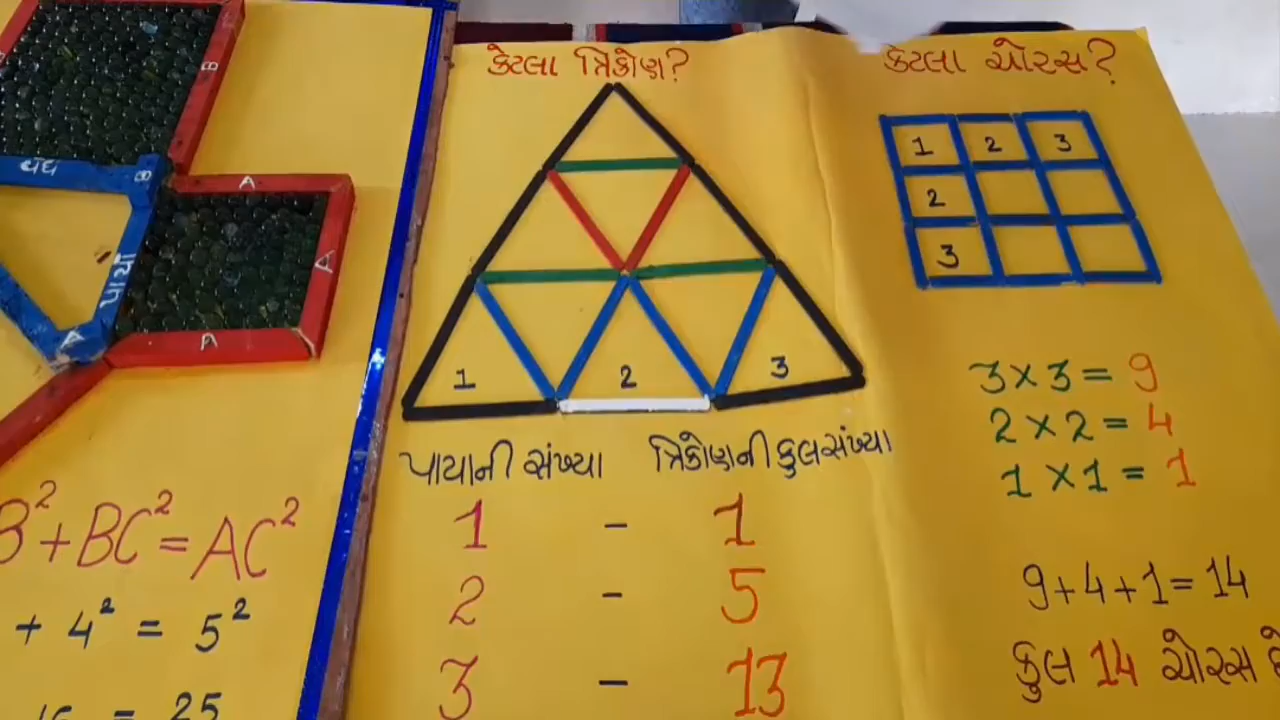 B
વેધ
B
A
A
પાયો
A
A
B²+BC²=AC²
+ 4² = 5²
= 25
કેટલા ત્રિકોણ?
1 2 3
પાયાની સંખ્યા ત્રિકોણની કુલસંખ્યા
1 - 1
2 - 5
3 - 13
કેટલા ચોરસ?
1 2 3
2
3
3×3=9
2×2=4
1×1=1
9+4+1=14
કુલ 14 ચોરસ